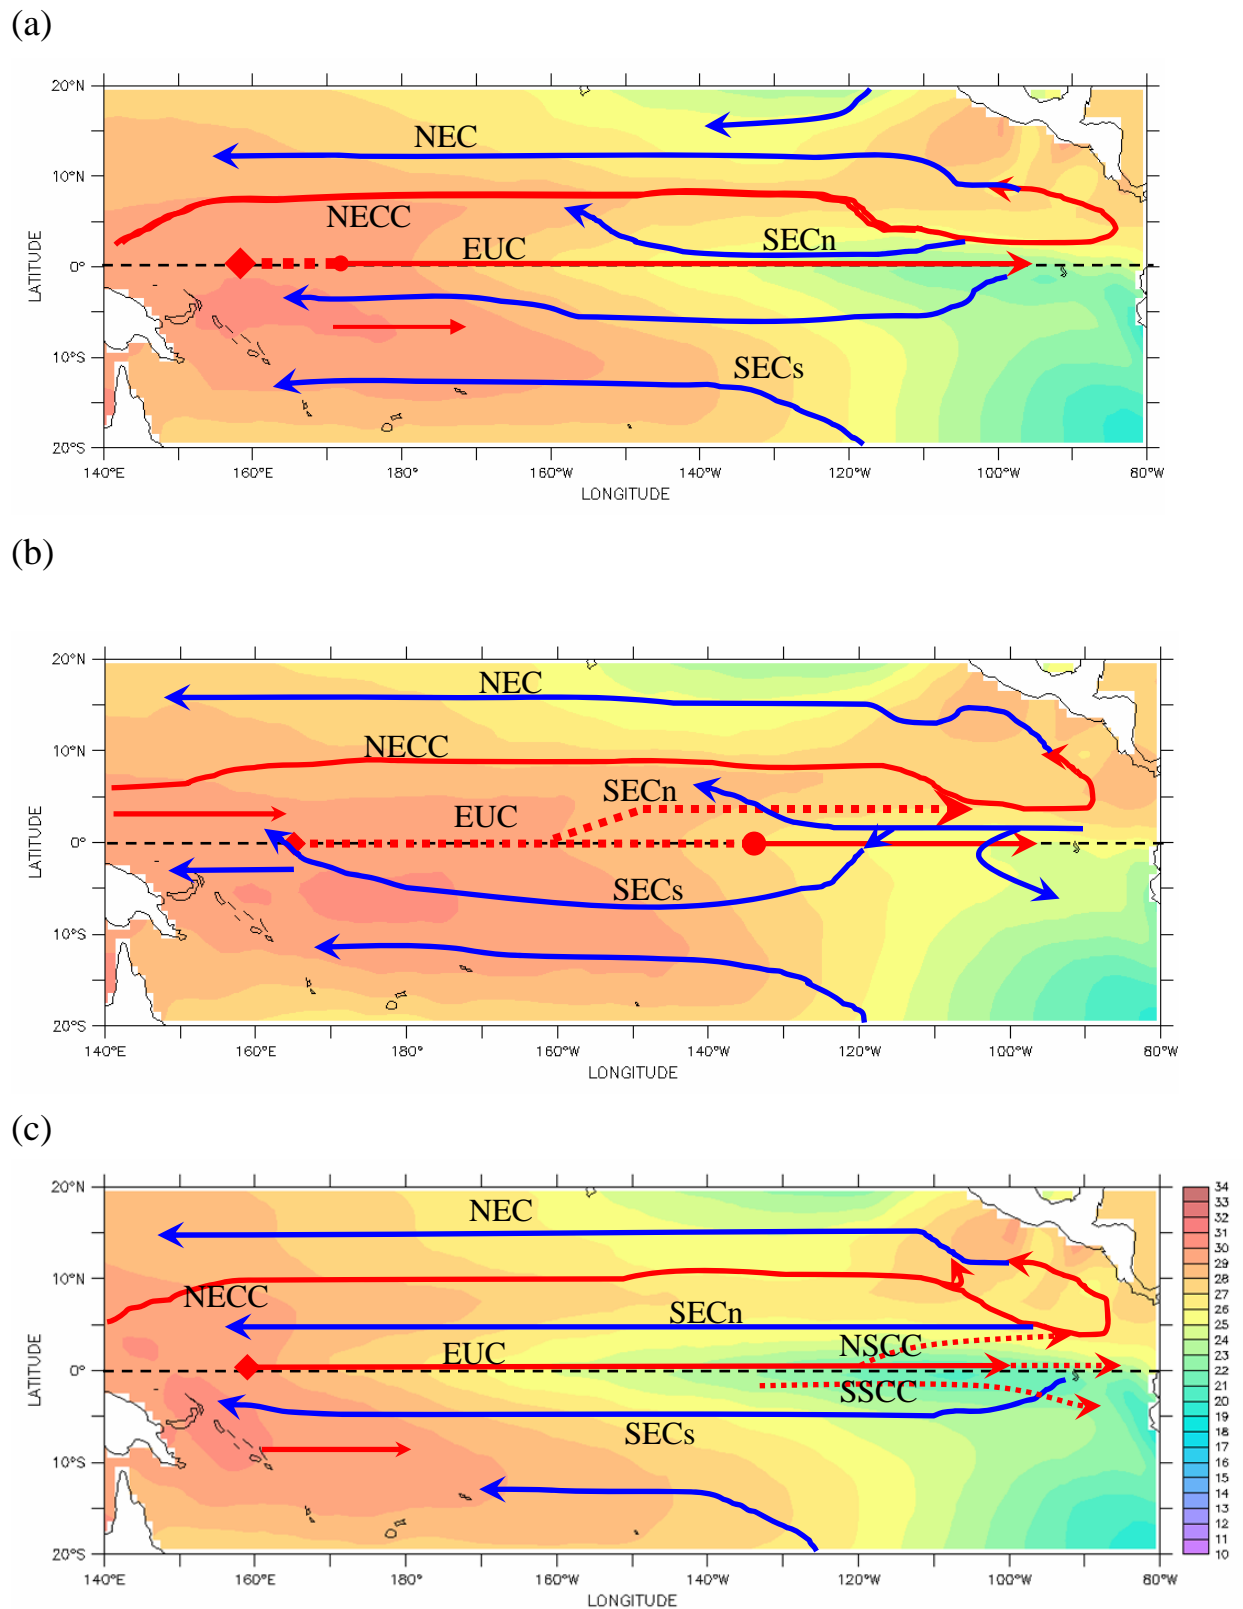 (a)
20°N
10°N
0°
10°S
20°S
LATITUDE
NEC
NECC
SECn
EUC
SECs
140°E 160°E 180° 160°W 140°W 120°W 100°W 80°W
LONGITUDE
(b)
20°N
10°N
0°
10°S
20°S
LATITUDE
NEC
NECC
SECn
EUC
SECs
140°E 160°E 180° 160°W 140°W 120°W 100°W 80°W
LONGITUDE
(c)
20°N
10°N
0°
10°S
20°S
LATITUDE
NEC
NECC
SECn
NSCC
EUC
SSCC
SECs
140°E 160°E 180° 160°W 140°W 120°W 100°W 80°W
LONGITUDE
34
33
32
31
30
29
28
27
26
25
24
23
22
21
20
19
18
17
16
15
14
13
12
11
10